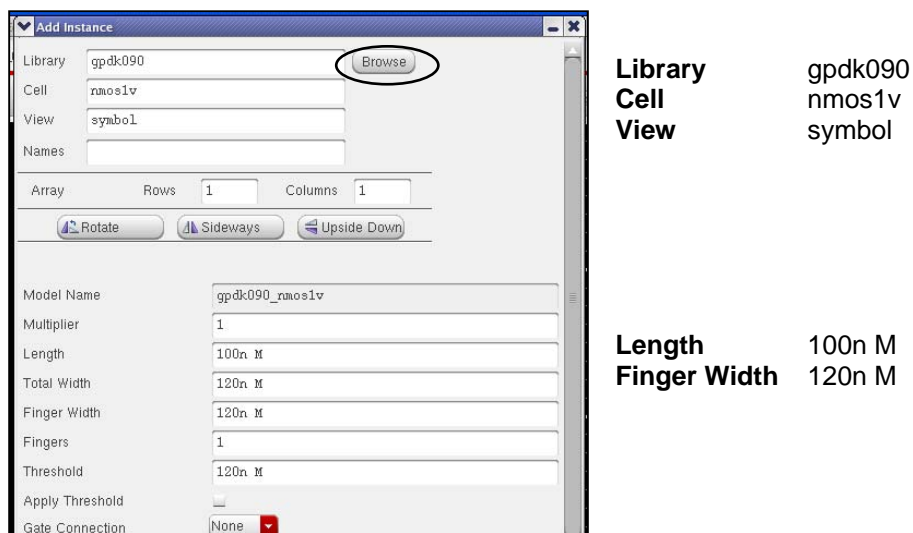 Add Instance
Library gpdk090 Browse
Cell nmos1v
View symbol
Names
Array Rows 1 Columns 1
Rotate Sideways Upside Down
Model Name gpdk090_nmos1v
Multiplier 1
Length 100n M
Total Width 120n M
Finger Width 120n M
Fingers 1
Threshold 120n M
Apply Threshold
Gate Connection None
Library gpdk090
Cell nmos1v
View symbol
Length 100n M
Finger Width 120n M